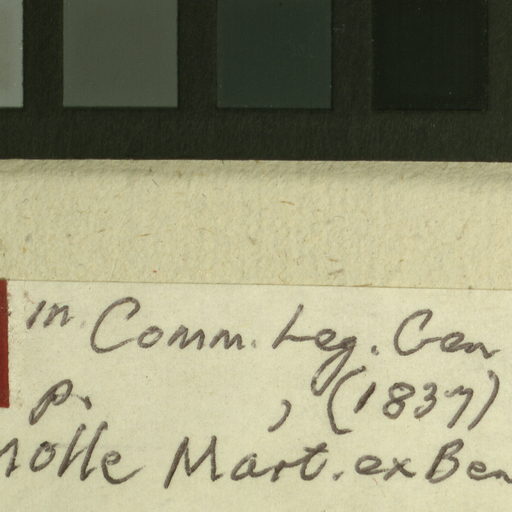 in Comm. Leg. Gen
p. , (1837)
molle Mart. ex Ben